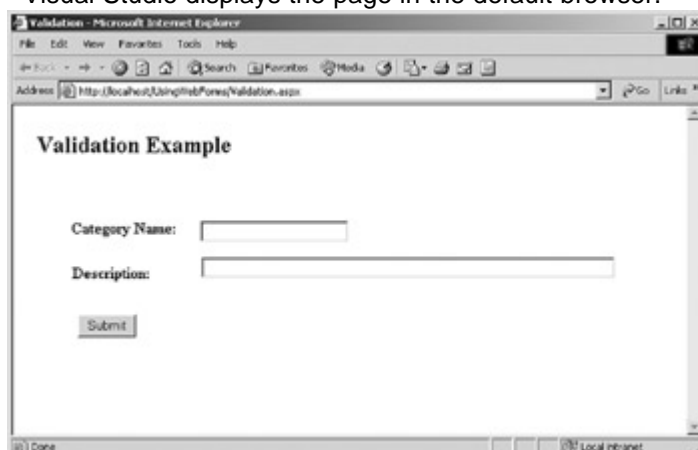 Visual Studio displays the page in the default browser.
Validation - Microsoft Internet Explorer
File Edit View Favorites Tools Help
Back Search Favorites Media
Address http://localhost/UsingWebForms/Validation.aspx Go Links »
Validation Example
Category Name:
Description:
Submit
Done Local intranet